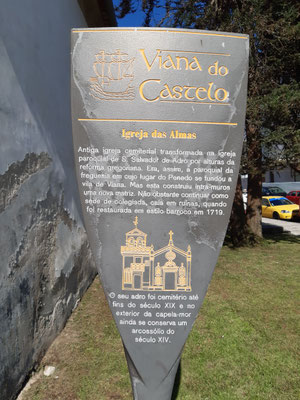 Viana do
Castelo
Igreja das Almas
Antiga igreja cemiterial transformada na igreja
paroquial de S. Salvador de Adro por alturas da
reforma gregoriana. Era, assim, a paroquial da
freguesia em cujo lugar do Penedo se fundou a
vila de Viana. Mas esta construiu intra-muros
uma nova matriz. Não obstante continuar como
sede de colegiada, caía em ruínas, quando
foi restaurada em estilo barroco em 1719.
O seu adro foi cemitério até
fins do século XIX e no
exterior da capela-mor
ainda se conserva um
arcossólio do
século XIV.